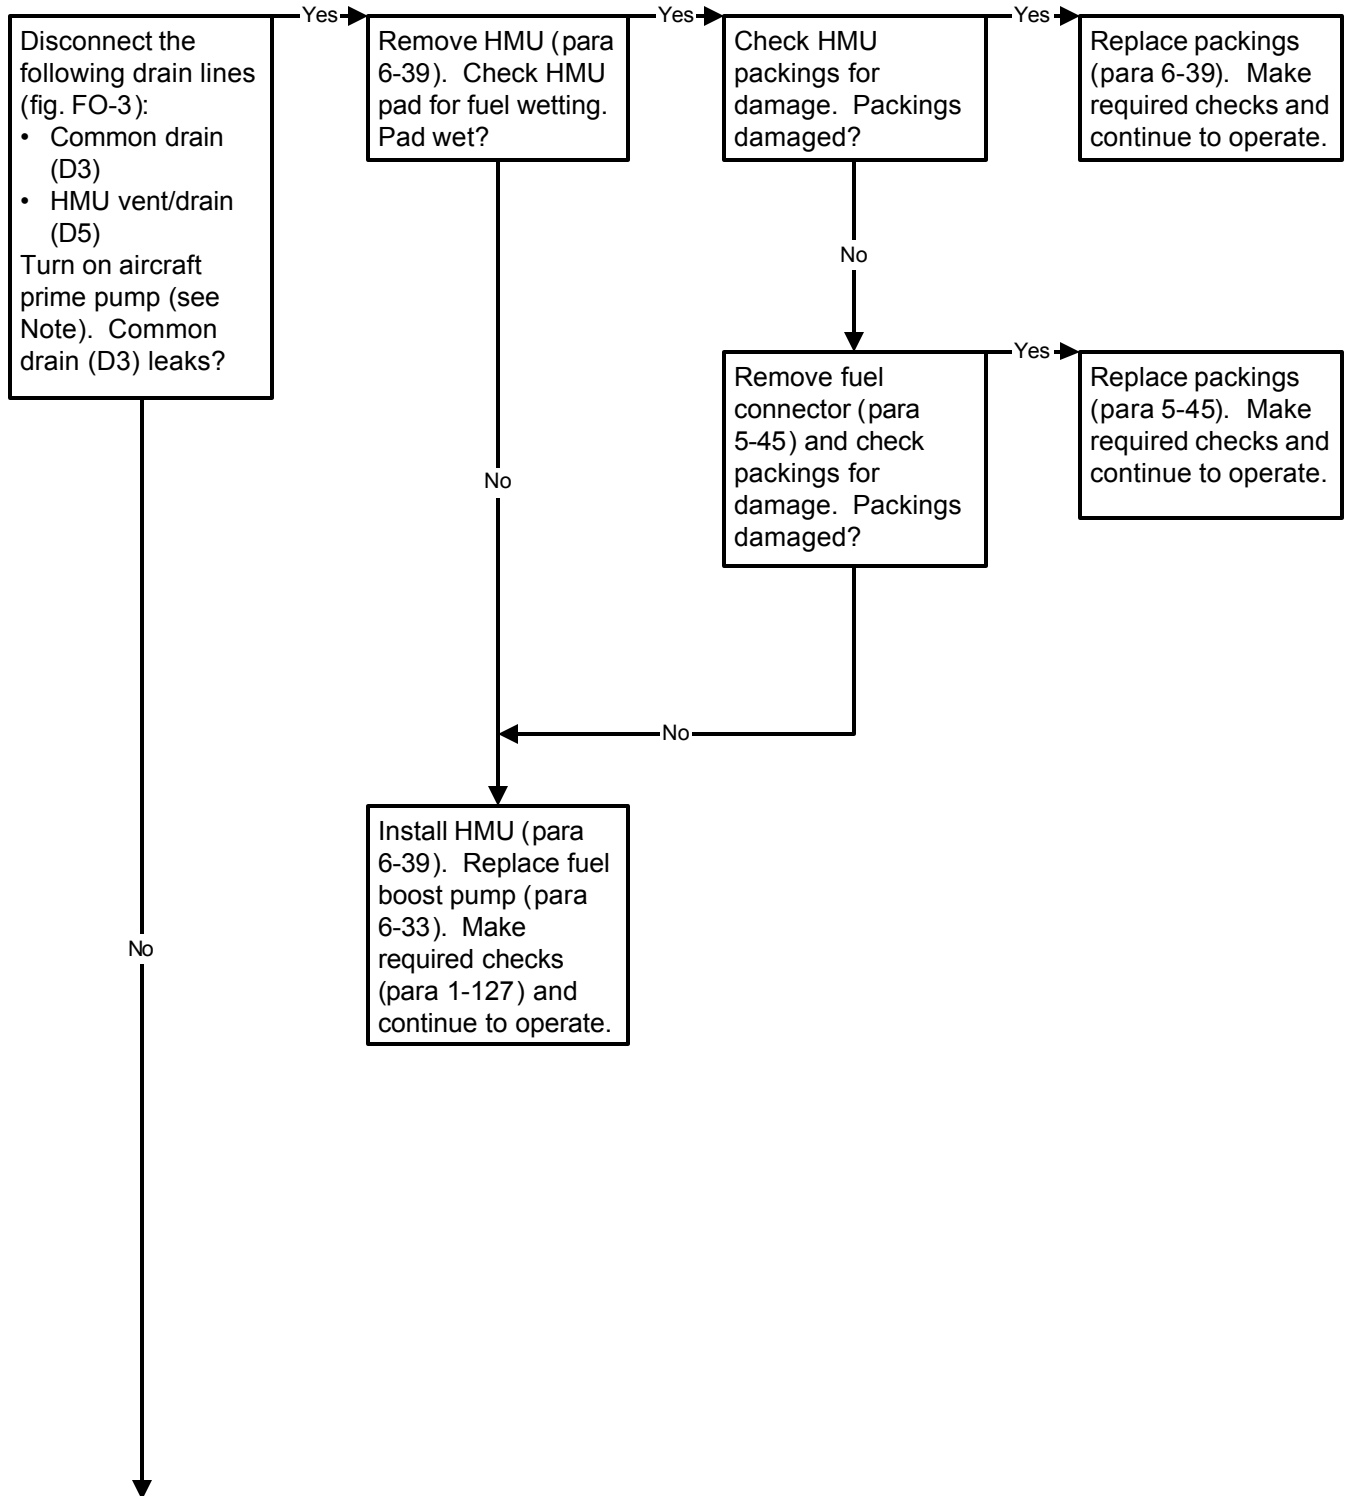 Disconnect the
following drain lines
(fig. FO-3):
• Common drain
(D3)
• HMU vent/drain
(D5)
Turn on aircraft
prime pump (see
Note). Common
drain (D3) leaks?
Yes
Remove HMU (para
6-39). Check HMU
pad for fuel wetting.
Pad wet?
Yes
Check HMU
packings for
damage. Packings
damaged?
Yes
Replace packings
(para 6-39). Make
required checks and
continue to operate.
No
Remove fuel
connector (para
5-45) and check
packings for
damage. Packings
damaged?
Yes
Replace packings
(para 5-45). Make
required checks and
continue to operate.
No
No
Install HMU (para
6-39). Replace fuel
boost pump (para
6-33). Make
required checks
(para 1-127) and
continue to operate.
No